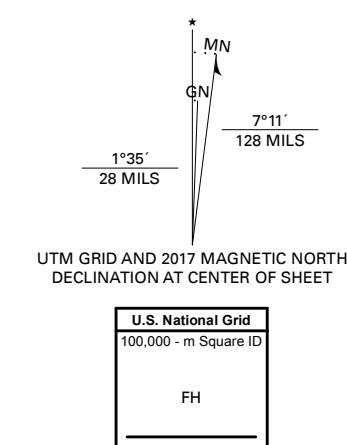 ★
MN
GN
7°11´
128 MILS
1°35´
28 MILS
UTM GRID AND 2017 MAGNETIC NORTH
DECLINATION AT CENTER OF SHEET
U.S. National Grid
100,000 - m Square ID
FH